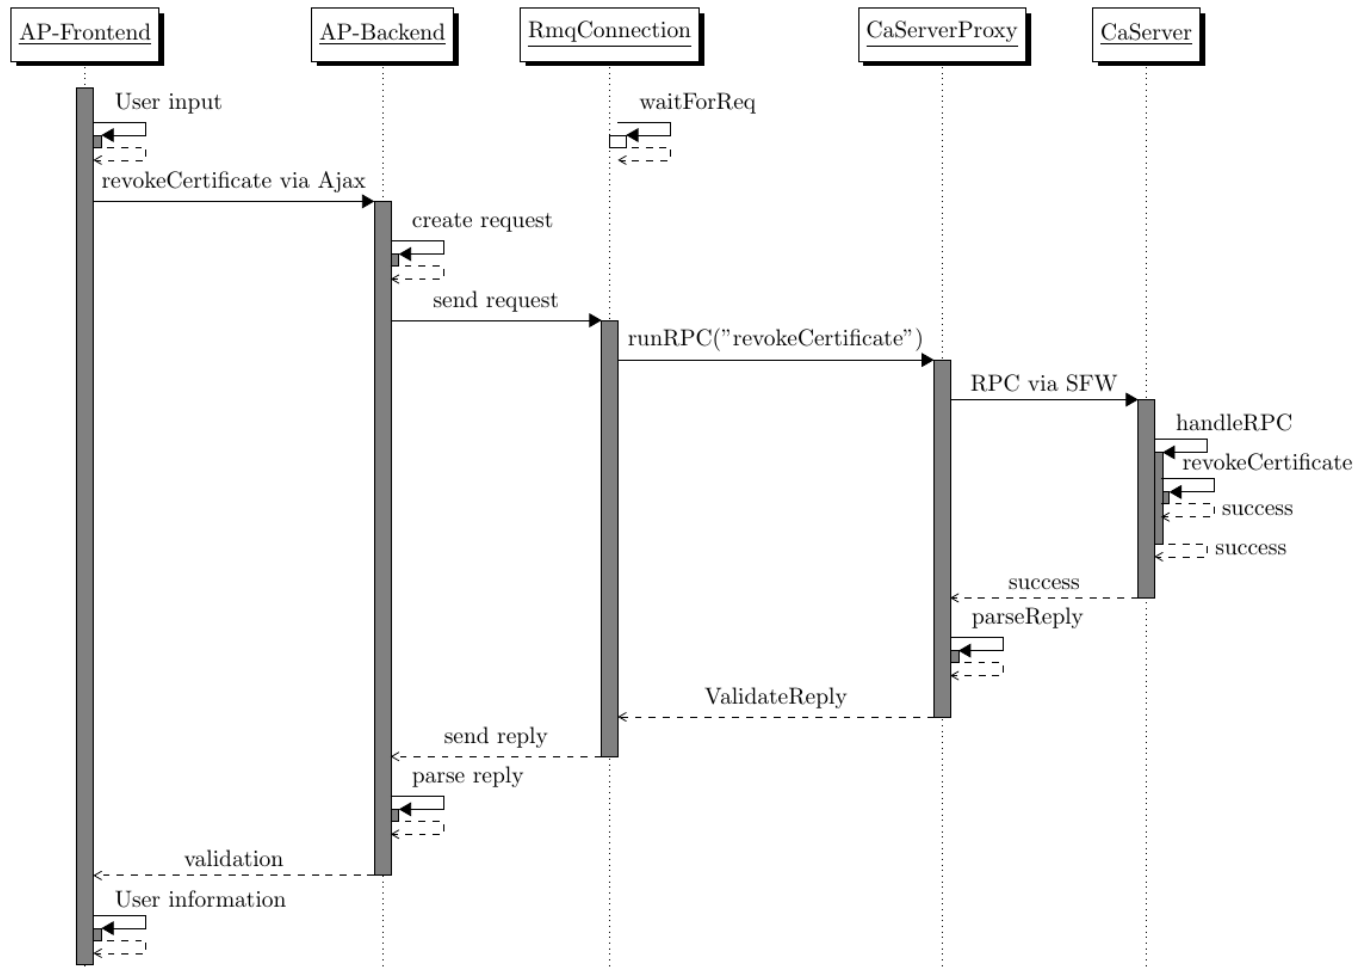 AP-Frontend
AP-Backend
RmqConnection
CaServerProxy
CaServer
User input
waitForReq
revokeCertificate via Ajax
create request
send request
runRPC("revokeCertificate")
RPC via SFW
handleRPC
revokeCertificate
success
success
success
parseReply
ValidateReply
send reply
parse reply
validation
User information